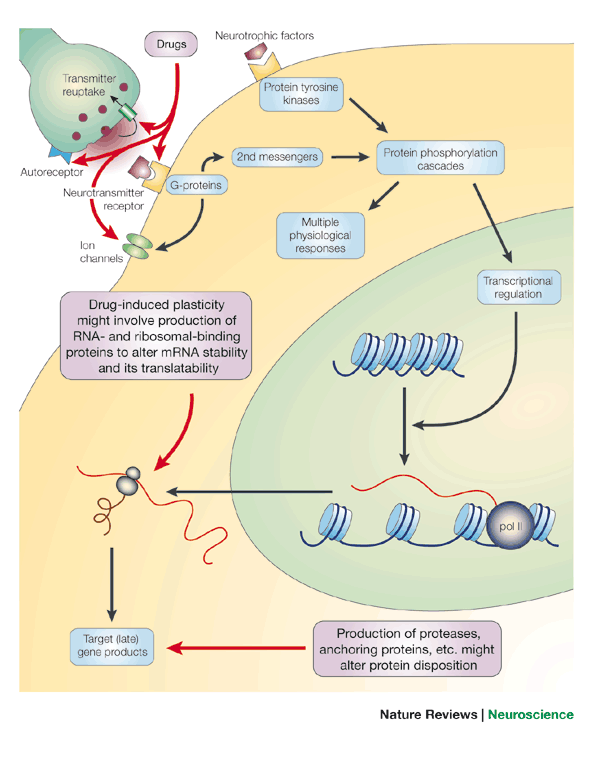 Drugs
Neurotrophic factors
Transmitter
reuptake
Protein tyrosine
kinases
Autoreceptor
Neurotransmitter
receptor
G-proteins
2nd messengers
Protein phosphorylation
cascades
Ion
channels
Multiple
physiological
responses
Transcriptional
regulation
Drug-induced plasticity
might involve production of
RNA- and ribosomal-binding
proteins to alter mRNA stability
and its translatability
pol II
Target (late)
gene products
Production of proteases,
anchoring proteins, etc. might
alter protein disposition
Nature Reviews | Neuroscience